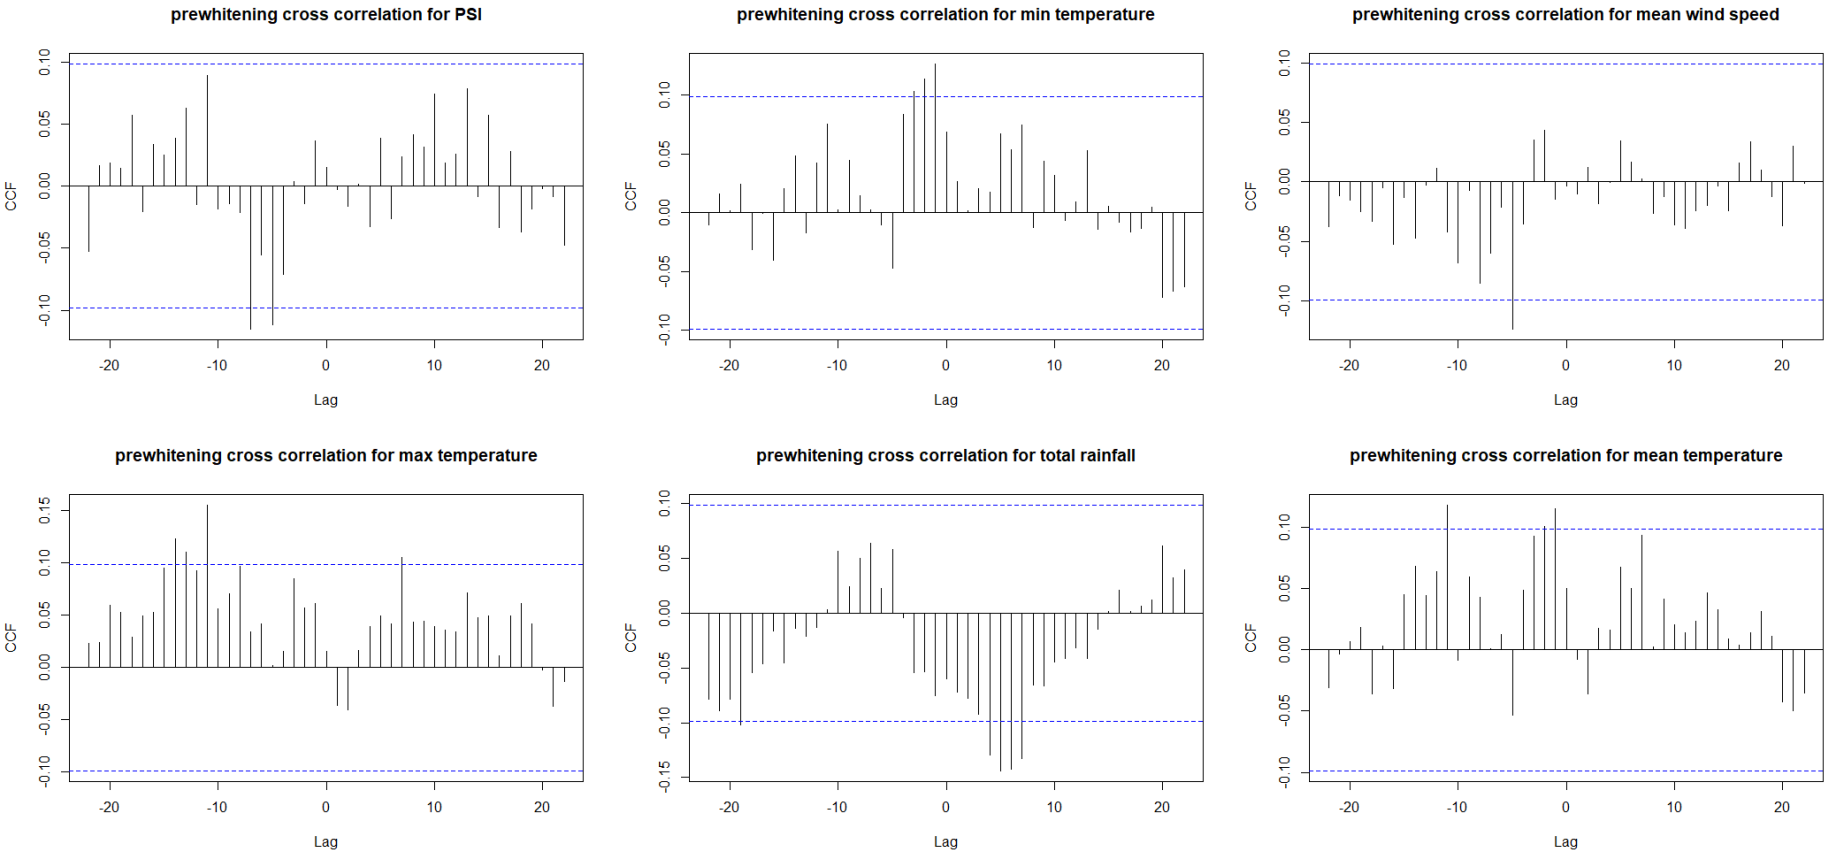 prewhitening cross correlation for PSI
CCF
0.10
0.05
0.00
-0.05
-0.10
-20 -10 0 10 20
Lag
prewhitening cross correlation for min temperature
CCF
0.10
0.05
0.00
-0.05
-0.10
-20 -10 0 10 20
Lag
prewhitening cross correlation for mean wind speed
CCF
0.10
0.05
0.00
-0.05
-0.10
-20 -10 0 10 20
Lag
prewhitening cross correlation for max temperature
CCF
0.15
0.10
0.05
0.00
-0.05
-0.10
-20 -10 0 10 20
Lag
prewhitening cross correlation for total rainfall
CCF
0.10
0.05
0.00
-0.05
-0.10
-0.15
-20 -10 0 10 20
Lag
prewhitening cross correlation for mean temperature
CCF
0.10
0.05
0.00
-0.05
-0.10
-20 -10 0 10 20
Lag